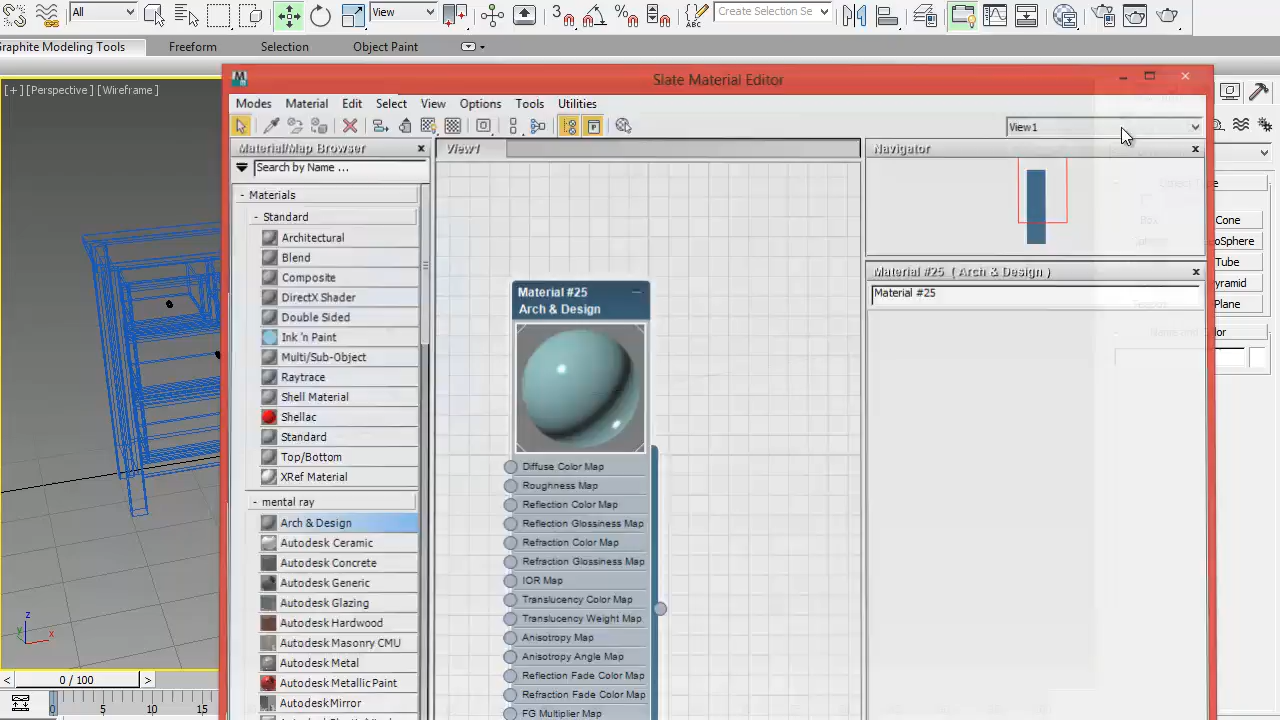 All
View
3
ABC
Create Selection Se
Graphite Modeling Tools
Freeform
Selection
Object Paint
[+] [Perspective] [Wireframe]
Slate Material Editor
Modes
Material
Edit
Select
View
Options
Tools
Utilities
View1
Material/Map Browser
View1
Navigator
Search by Name ...
- Materials
- Standard
Architectural
Blend
Composite
DirectX Shader
Double Sided
Ink 'n Paint
Multi/Sub-Object
Raytrace
Shell Material
Shellac
Standard
Top/Bottom
XRef Material
- mental ray
Arch & Design
Autodesk Ceramic
Autodesk Concrete
Autodesk Generic
Autodesk Glazing
Autodesk Hardwood
Autodesk Masonry CMU
Autodesk Metal
Autodesk Metallic Paint
Autodesk Mirror
Material #25
Arch & Design
Diffuse Color Map
Roughness Map
Reflection Color Map
Reflection Glossiness Map
Refraction Color Map
Refraction Glossiness Map
IOR Map
Translucency Color Map
Translucency Weight Map
Anisotropy Map
Anisotropy Angle Map
Reflection Fade Color Map
Refraction Fade Color Map
FG Multiplier Map
Material #25 ( Arch & Design )
Material #25
Type
Cone
oSphere
Tube
yramid
Plane
Color
z
x
y
< 0 / 100 >
0
5
10
15